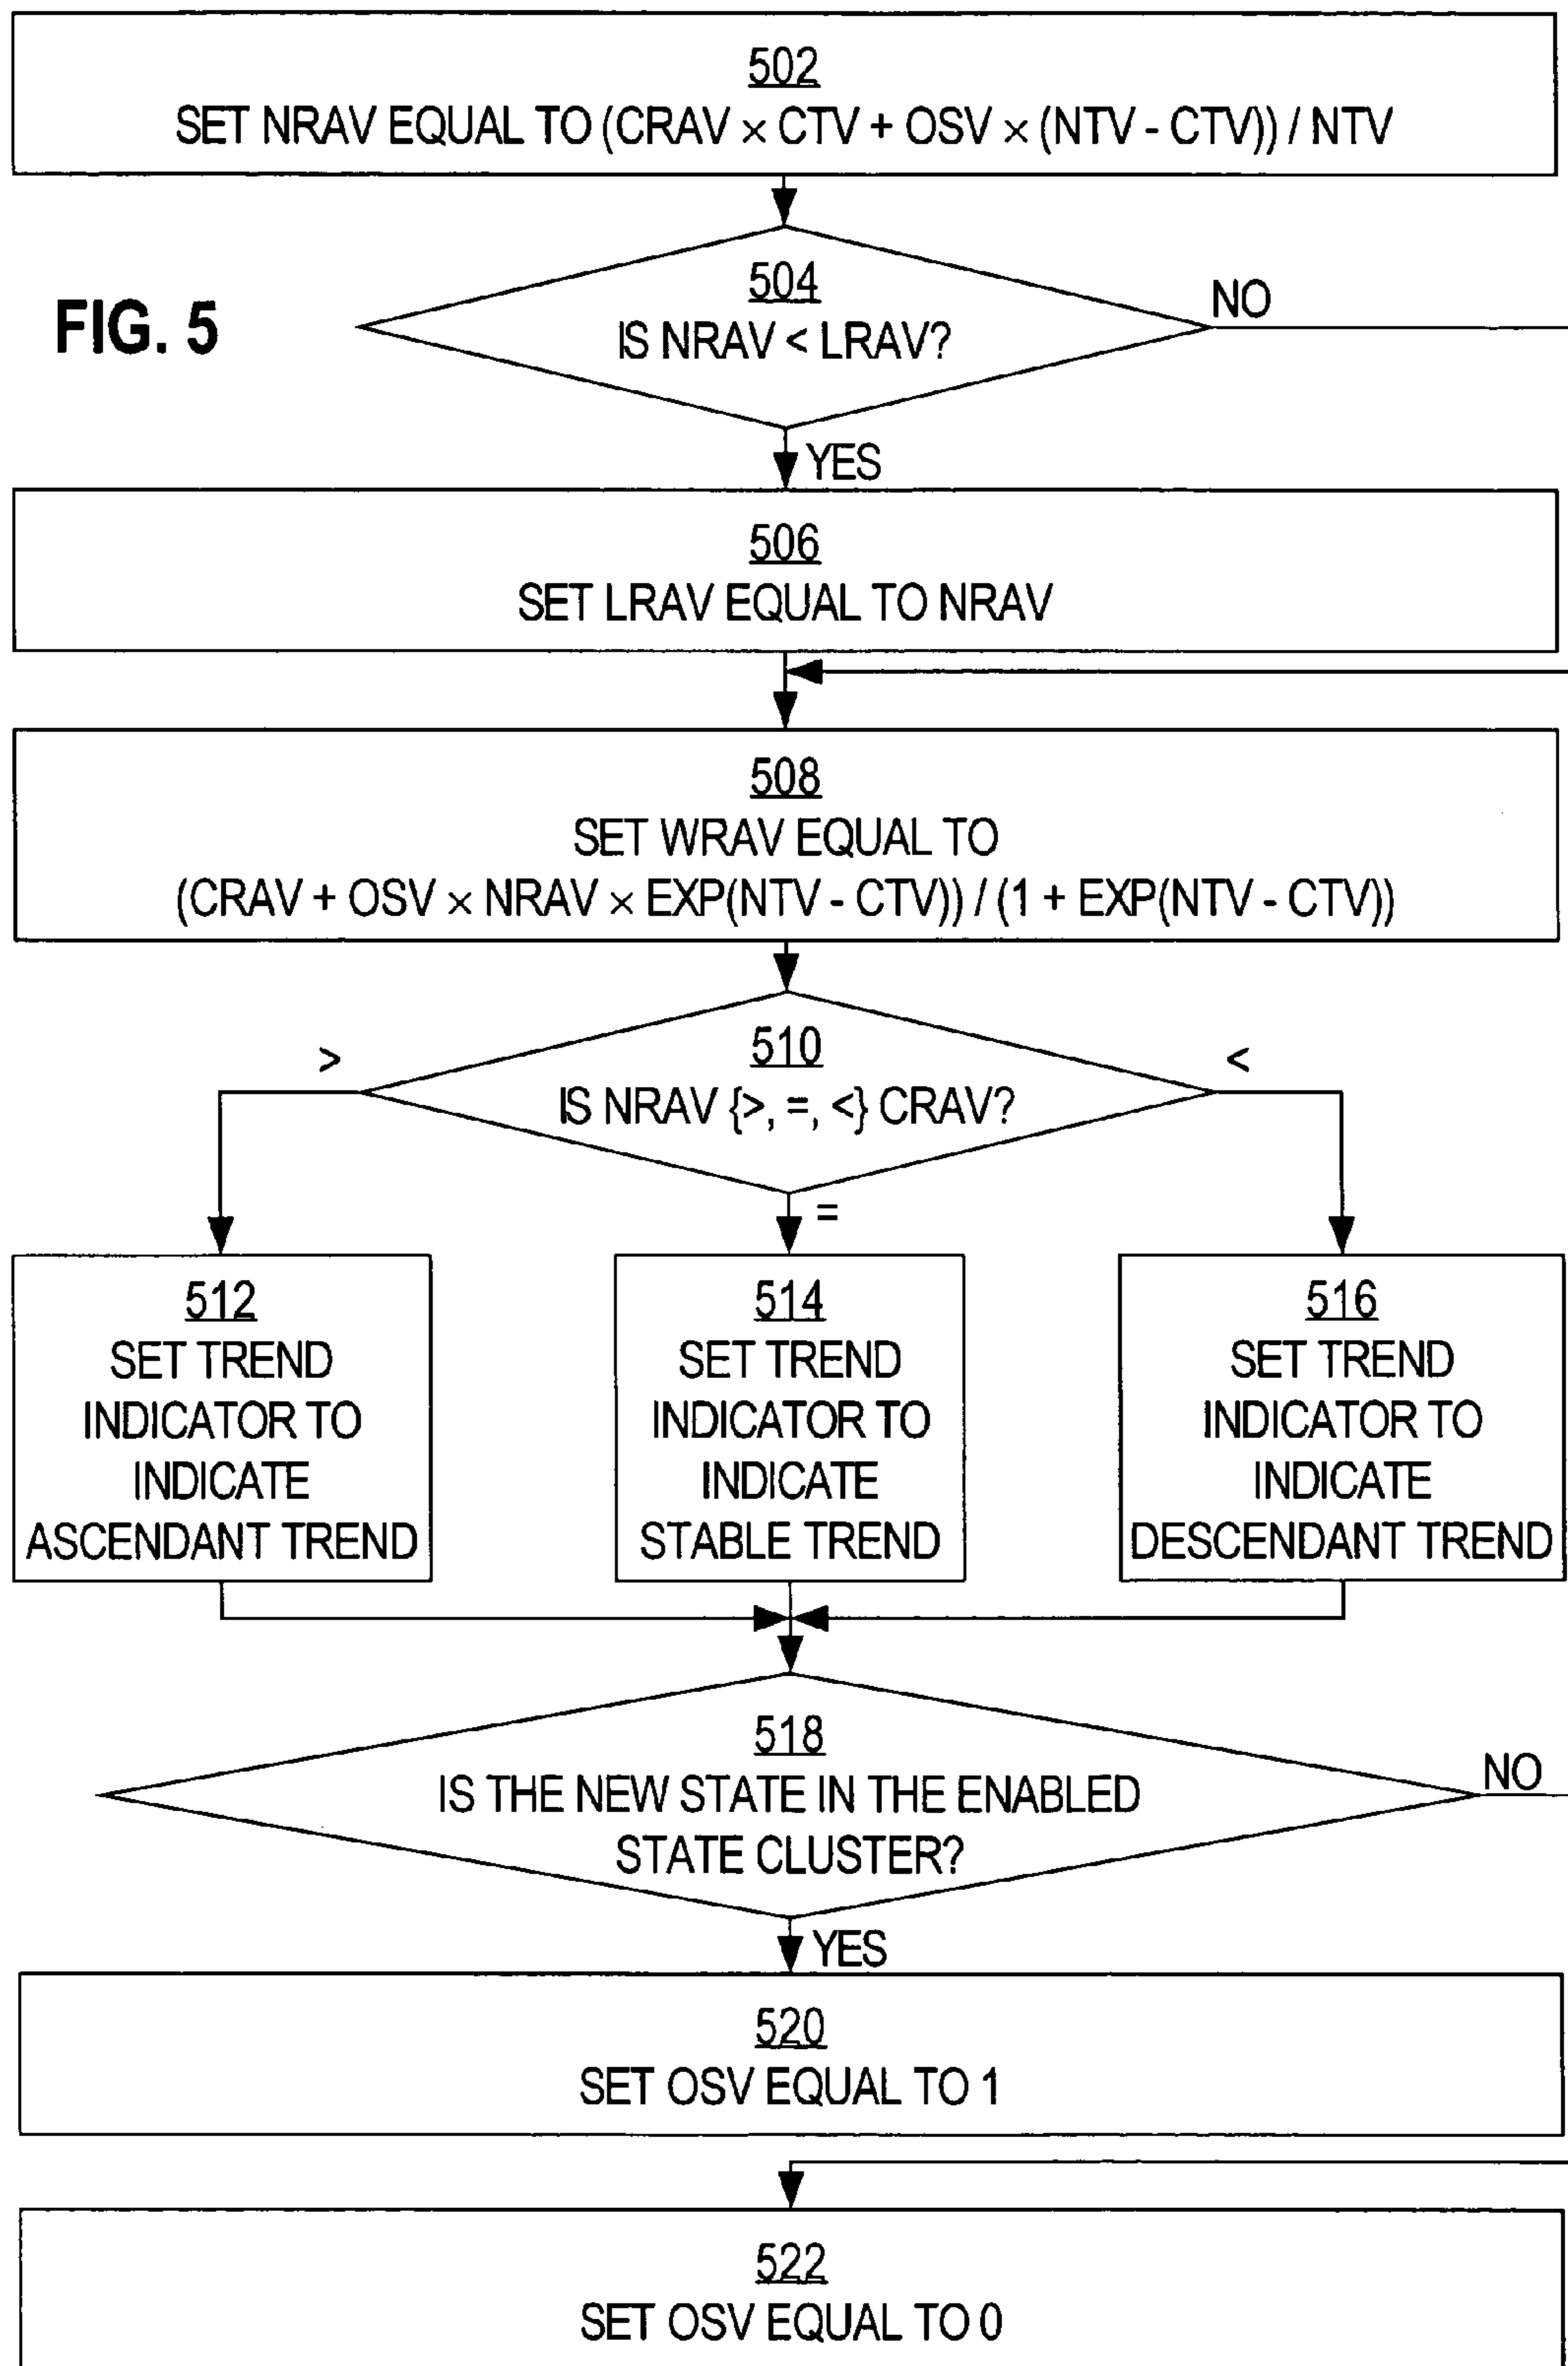 502
SET NRAV EQUAL TO (CRAV × CTV + OSV × (NTV - CTV)) / NTV
FIG. 5
504
IS NRAV < LRAV?
NO
YES
506
SET LRAV EQUAL TO NRAV
508
SET WRAV EQUAL TO
(CRAV + OSV × NRAV × EXP(NTV - CTV)) / (1 + EXP(NTV - CTV))
510
IS NRAV {>, =, <} CRAV?
>
<
=
512
SET TREND
INDICATOR TO
INDICATE
ASCENDANT TREND
514
SET TREND
INDICATOR TO
INDICATE
STABLE TREND
516
SET TREND
INDICATOR TO
INDICATE
DESCENDANT TREND
518
IS THE NEW STATE IN THE ENABLED
STATE CLUSTER?
NO
YES
520
SET OSV EQUAL TO 1
522
SET OSV EQUAL TO 0